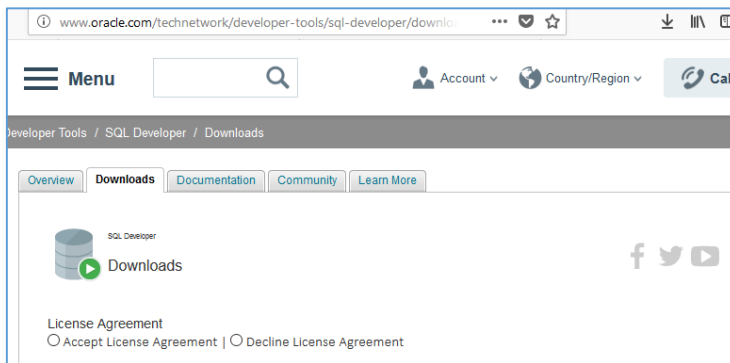 www.oracle.com/technetwork/developer-tools/sql-developer/downlo
Menu
Account
Country/Region
Cal
Developer Tools / SQL Developer / Downloads
Overview
Downloads
Documentation
Community
Learn More
SQL Developer
Downloads
License Agreement
Accept License Agreement | Decline License Agreement